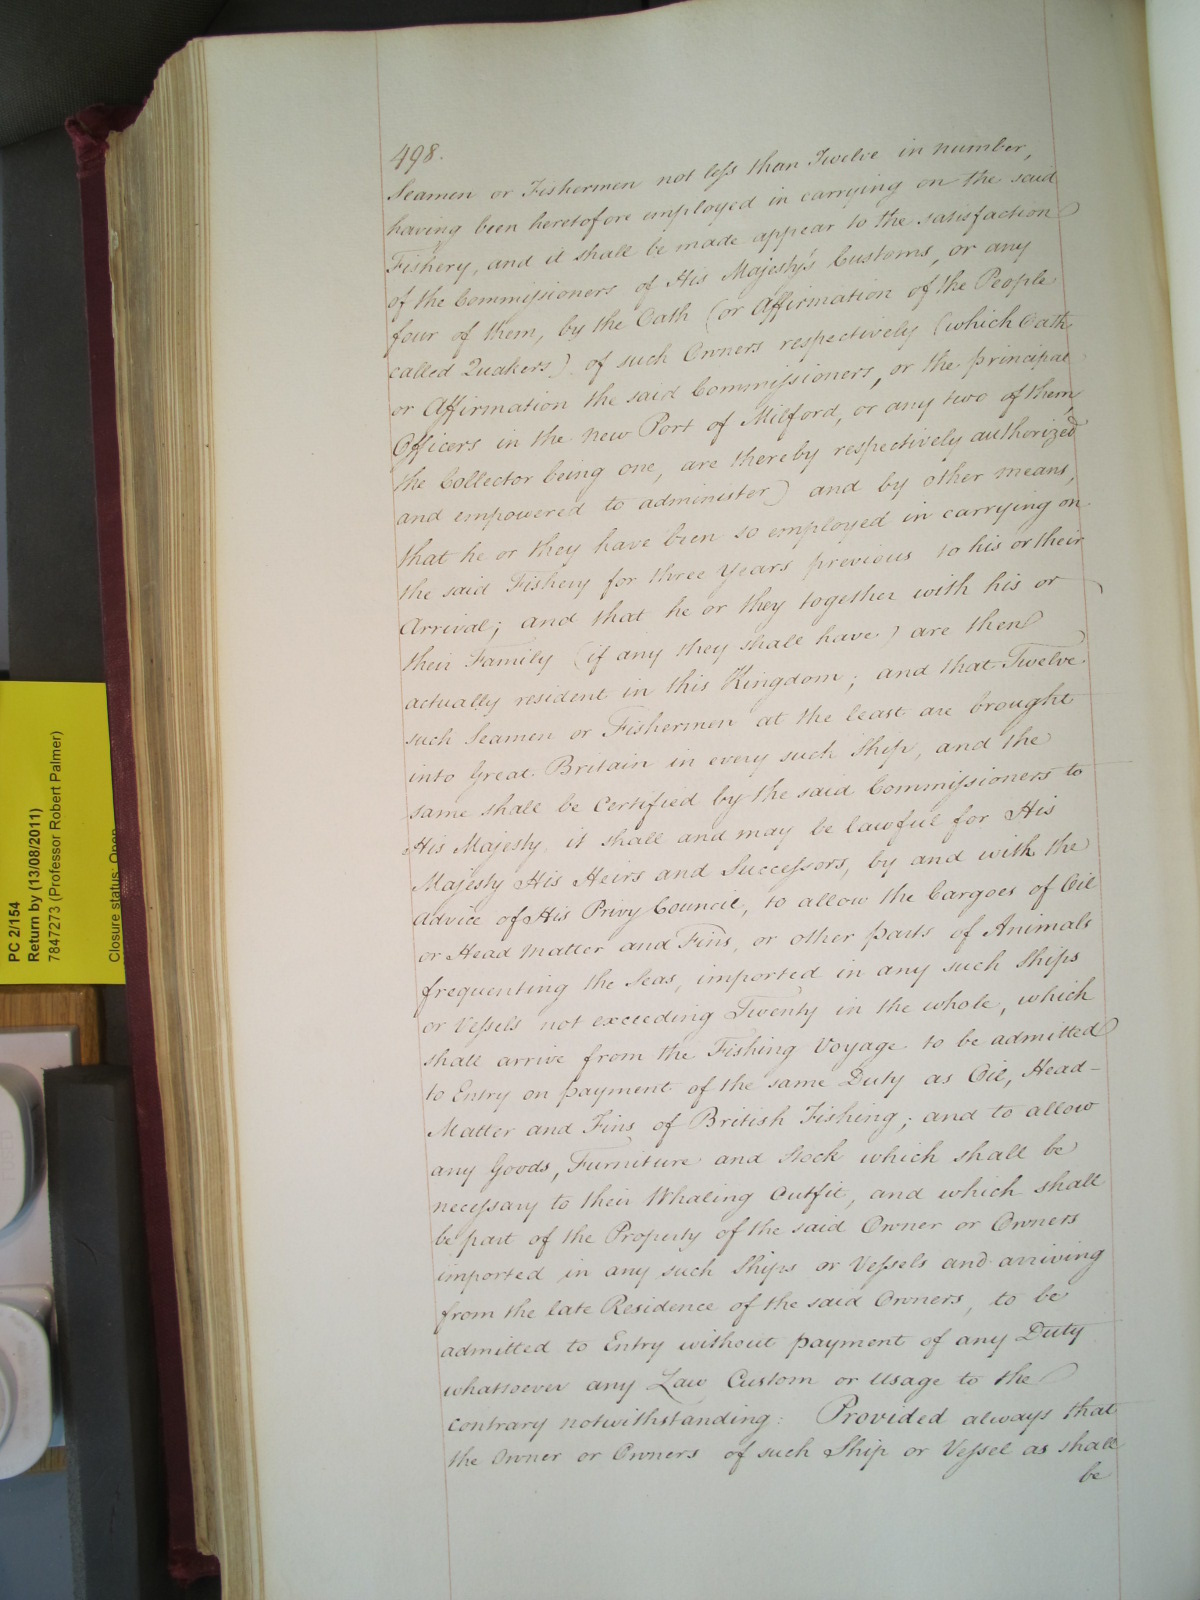 498.
Seamen or Fishermen not less than Twelve in number,
having been heretofore employed in carrying on the said
Fishery, and it shall be made appear to the satisfaction
of the Commissioners of His Majesty's Customs, or any
four of them, by the Oath (or Affirmation of the People
called Quakers) of such Owners respectively (which Oath
or Affirmation the said Commissioners, or the principal
Officers in the new Port of Milford, or any two of them,
the Collector being one, are thereby respectively authorized
and empowered to administer) and by other means,
that he or they have been so employed in carrying on
the said Fishery for three Years previous to his or their
Arrival; and that he or they together with his or
their Family (if any they shall have) are then
actually resident in this Kingdom; and that Twelve
such Seamen or Fishermen at the least are brought
into Great Britain in every such Ship, and the
same shall be Certified by the said Commissioners to
His Majesty, it shall and may be lawful for His
Majesty His Heirs and Successors, by and with the
Advice of His Privy Council, to allow the Cargoes of Oil
or Head Matter and Fins, or other parts of Animals
frequenting the Seas, imported in any such Ships
or Vessels not exceeding Twenty in the whole, which
shall arrive from the Fishing Voyage to be admitted
to Entry on payment of the same Duty as Oil, Head-
Matter and Fins of British Fishing; and to allow
any Goods, Furniture and Stock which shall be
necessary to their Whaling Outfit, and which shall
be part of the Property of the said Owner or Owners
imported in any such Ships or Vessels and arriving
from the late Residence of the said Owners, to be
admitted to Entry without payment of any Duty
whatsoever any Law Custom or Usage to the
contrary notwithstanding: Provided always that
the Owner or Owners of such Ship or Vessel as shall
be
PC 2/154
Return by (13/08/2011)
7847273 (Professor Robert Palmer)
Closure status: Open